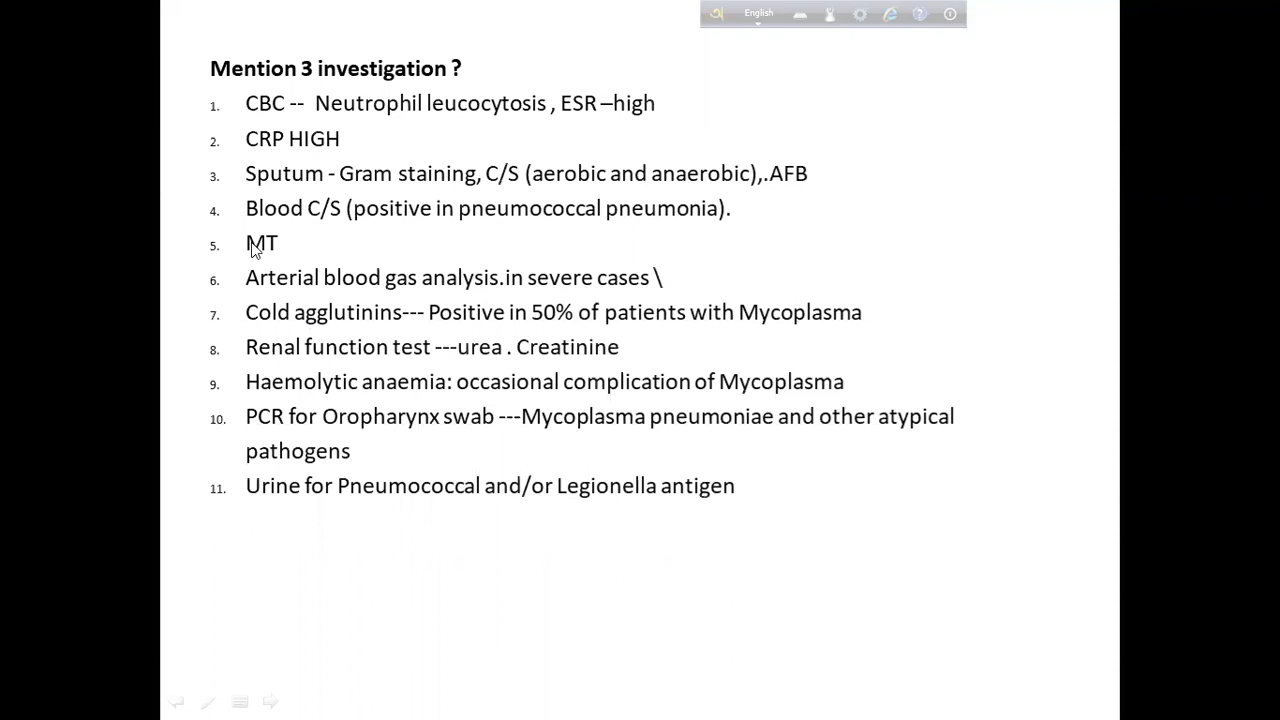 English
Mention 3 investigation ?
1. CBC -- Neutrophil leucocytosis , ESR –high
2. CRP HIGH
3. Sputum - Gram staining, C/S (aerobic and anaerobic),.AFB
4. Blood C/S (positive in pneumococcal pneumonia).
5. MT
6. Arterial blood gas analysis.in severe cases \
7. Cold agglutinins--- Positive in 50% of patients with Mycoplasma
8. Renal function test ---urea . Creatinine
9. Haemolytic anaemia: occasional complication of Mycoplasma
10. PCR for Oropharynx swab ---Mycoplasma pneumoniae and other atypical
pathogens
11. Urine for Pneumococcal and/or Legionella antigen